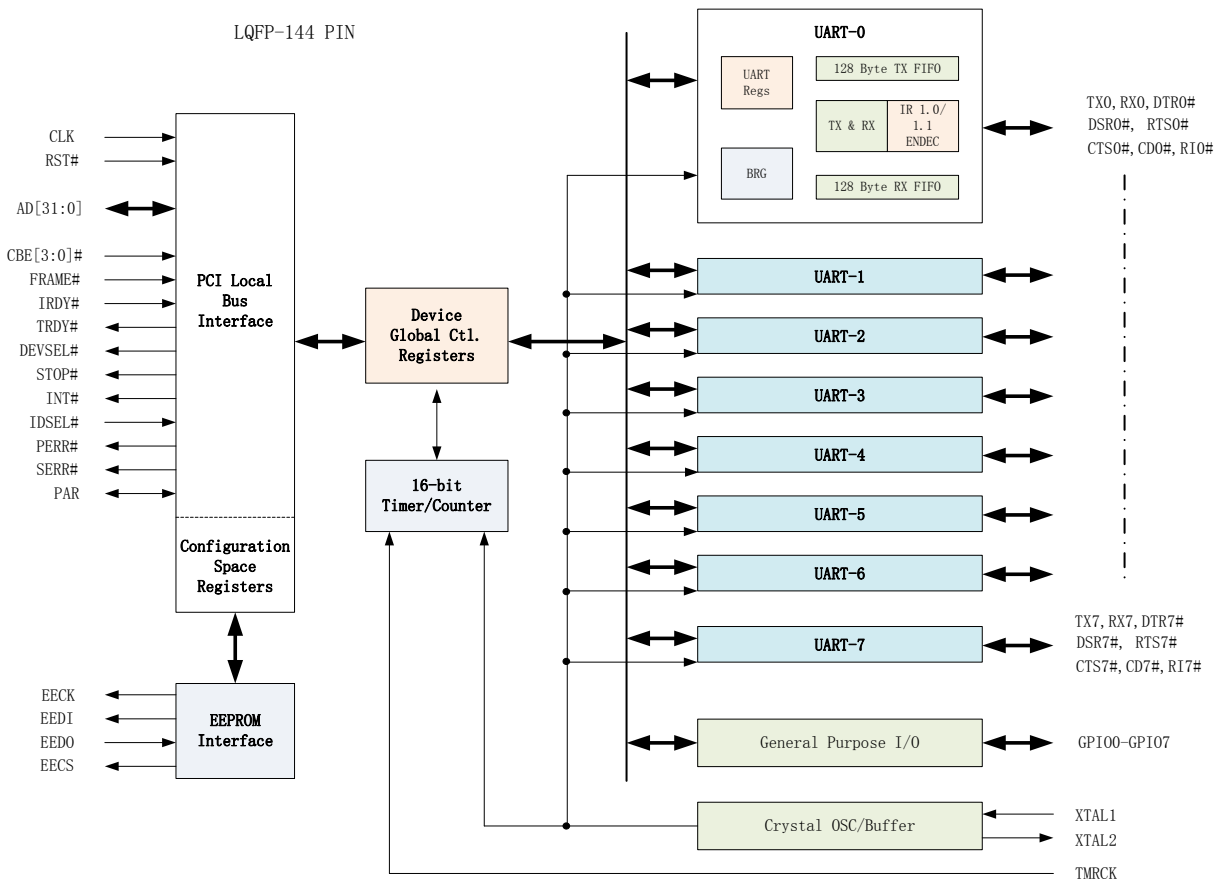 LQFP-144 PIN
CLK
RST#
AD[31:0]
CBE[3:0]#
FRAME#
IRDY#
TRDY#
DEVSEL#
STOP#
INT#
IDSEL#
PERR#
SERR#
PAR
PCI Local
Bus
Interface
Configuration
Space
Registers
EECK
EEDI
EEDO
EECS
EEPROM
Interface
Device
Global Ctl.
Registers
16-bit
Timer/Counter
UART-0
UART
Regs
BRG
128 Byte TX FIFO
TX & RX
IR 1.0/
1.1
ENDEC
128 Byte RX FIFO
TX0, RX0, DTR0#
DSR0#, RTS0#
CTS0#, CD0#, RI0#
UART-1
UART-2
UART-3
UART-4
UART-5
UART-6
UART-7
TX7, RX7, DTR7#
DSR7#, RTS7#
CTS7#, CD7#, RI7#
General Purpose I/O
GPIO0-GPIO7
Crystal OSC/Buffer
XTAL1
XTAL2
TMRCK